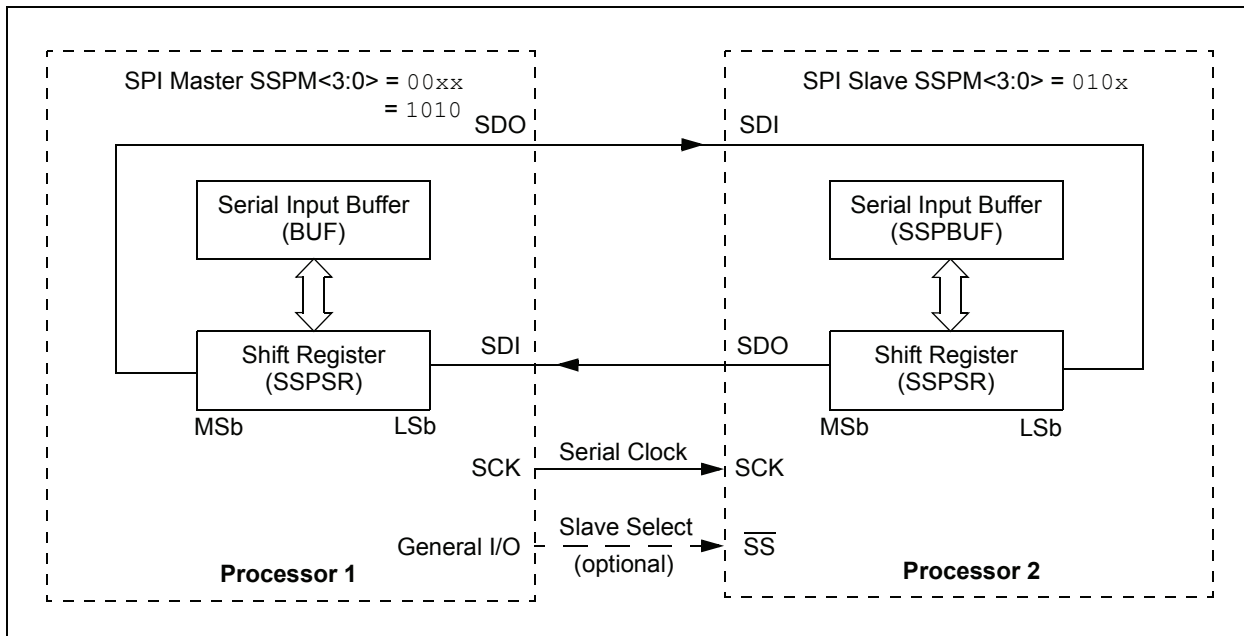 SPI Master SSPM<3:0> = 00xx
= 1010
SDO
Serial Input Buffer
(BUF)
Shift Register
(SSPSR)
MSb
LSb
SDI
SCK
General I/O
Processor 1
Serial Clock
Slave Select
(optional)
SPI Slave SSPM<3:0> = 010x
SDI
Serial Input Buffer
(SSPBUF)
SDO
Shift Register
(SSPSR)
MSb
LSb
SCK
S̅S̅
Processor 2